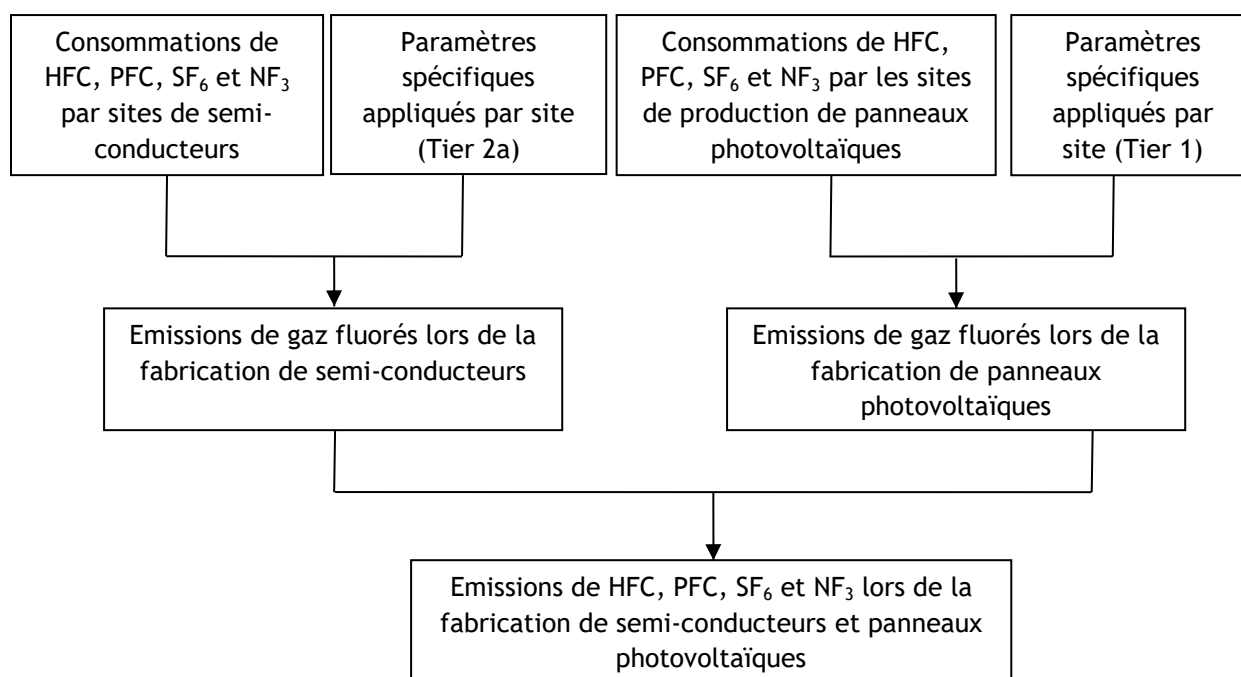 Consommations de
HFC, PFC, SF₆ et NF₃
par sites de semi-
conducteurs
Paramètres
spécifiques
appliqués par site
(Tier 2a)
Consommations de HFC,
PFC, SF₆ et NF₃ par les sites
de production de panneaux
photovoltaïques
Paramètres
spécifiques
appliqués par
site (Tier 1)
Emissions de gaz fluorés lors de la
fabrication de semi-conducteurs
Emissions de gaz fluorés lors de la
fabrication de panneaux
photovoltaïques
Emissions de HFC, PFC, SF₆ et NF₃ lors de la
fabrication de semi-conducteurs et panneaux
photovoltaïques